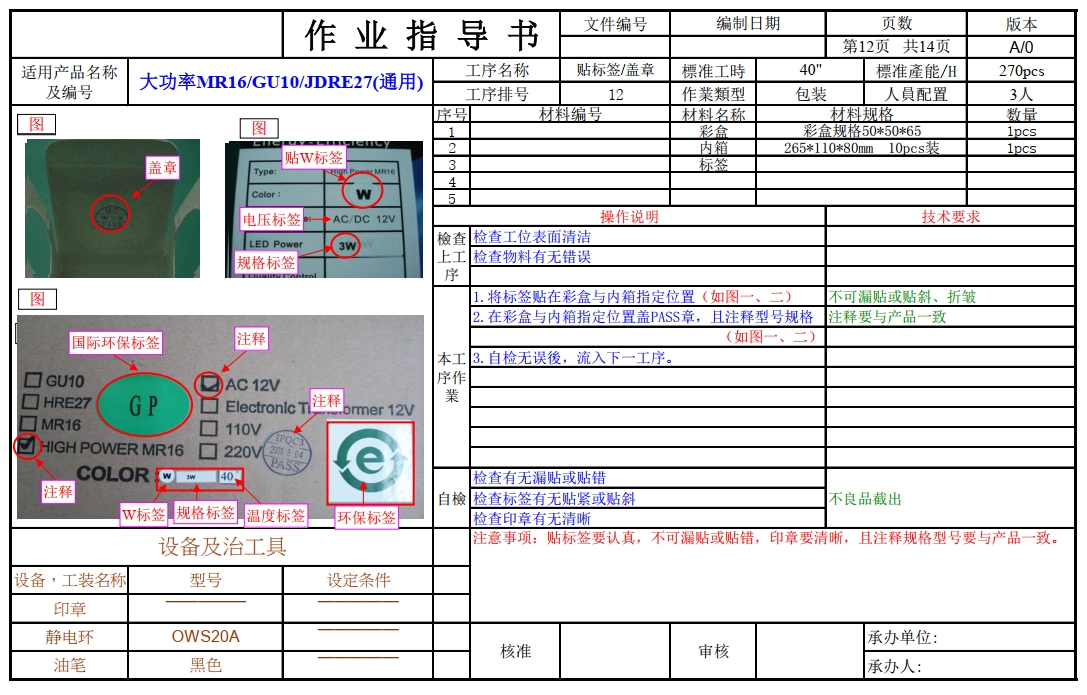 作业指导书
文件编号 编制日期 页数 版本
第12页 共14页 A/0
适用产品名称及编号
大功率MR16/GU10/JDRE27(通用)
工序名称 贴标签/盖章 標准工時 40" 標准產能/H 270pcs
工序排号 12 作業類型 包装 人員配置 3人
序号 材料编号 材料名称 材料规格 数量
1 彩盒 彩盒规格50*50*65 1pcs
2 内箱 265*110*80mm 10pcs装 1pcs
3 标签
4
5
图
盖章
PASS
图
Energy-Efficiency
贴W标签
Type: High Power MR16
Color: W
电压标签 AC/DC 12V
LED Power 3W
规格标签
Quality Control
图
国际环保标签
注释
GU10
HRE27
MR16
HIGH POWER MR16
GP
AC 12V
注释
Electronic Transformer 12V
110V
220V
IPQC3
2008 8 04
PASS
e
COLOR W 3W 40°
注释
W标签 规格标签 温度标签 环保标签
操作说明 技术要求
檢查上工序
检查工位表面清洁
检查物料有无错误
本工序作業
1.将标签贴在彩盒与内箱指定位置(如图一、二) 不可漏贴或贴斜、折皱
2.在彩盒与内箱指定位置盖PASS章，且注释型号规格 注释要与产品一致
(如图一、二)
3.自检无误後，流入下一工序。
自檢
检查有无漏贴或贴错
检查标签有无贴紧或贴斜 不良品截出
检查印章有无清晰
设备及治工具
注意事项：贴标签要认真，不可漏贴或贴错，印章要清晰，且注释规格型号要与产品一致。
设备，工装名称 型号 设定条件
印章 —————— ——————
静电环 OWS20A ——————
油笔 黑色 ——————
核准 审核
承办单位:
承办人: